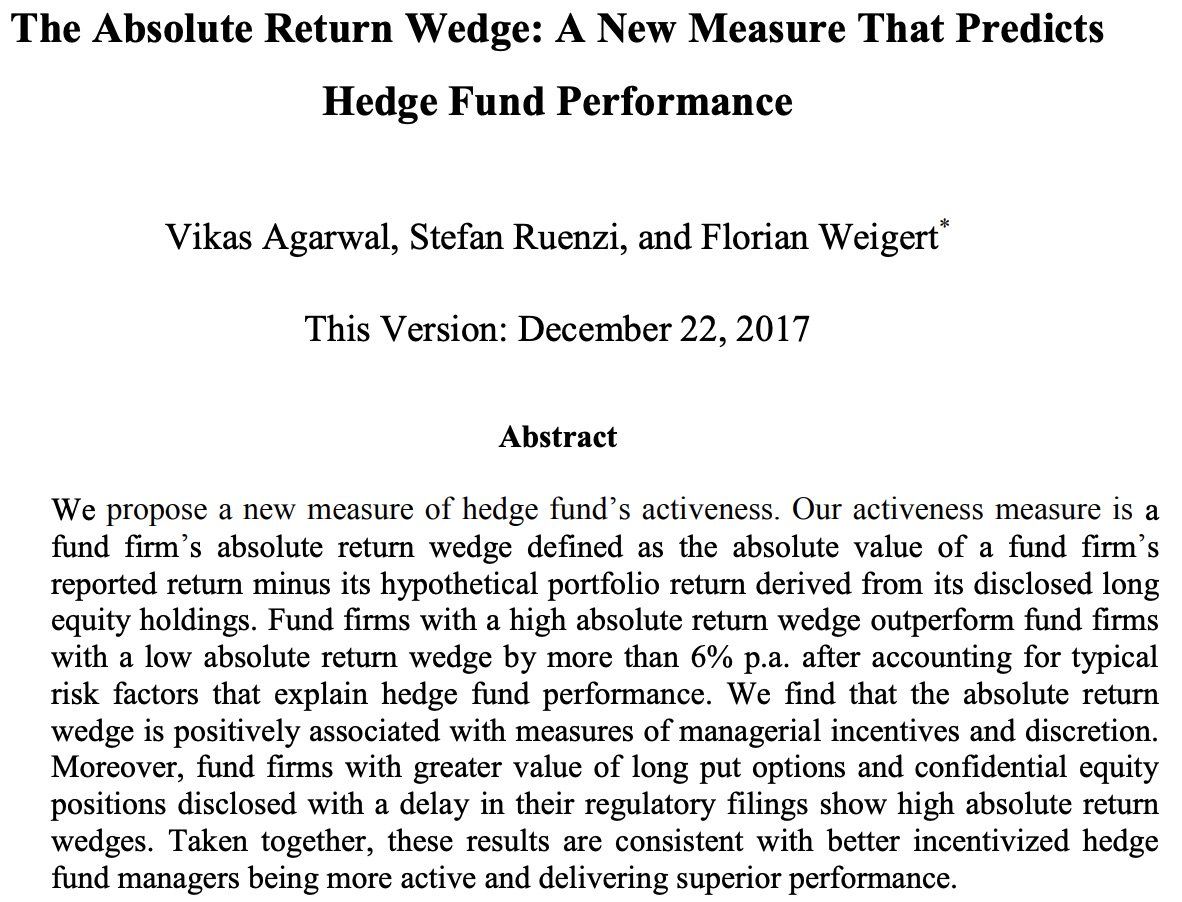 The Absolute Return Wedge: A New Measure That Predicts
Hedge Fund Performance
Vikas Agarwal, Stefan Ruenzi, and Florian Weigert*
This Version: December 22, 2017
Abstract
We propose a new measure of hedge fund’s activeness. Our activeness measure is a
fund firm’s absolute return wedge defined as the absolute value of a fund firm’s
reported return minus its hypothetical portfolio return derived from its disclosed long
equity holdings. Fund firms with a high absolute return wedge outperform fund firms
with a low absolute return wedge by more than 6% p.a. after accounting for typical
risk factors that explain hedge fund performance. We find that the absolute return
wedge is positively associated with measures of managerial incentives and discretion.
Moreover, fund firms with greater value of long put options and confidential equity
positions disclosed with a delay in their regulatory filings show high absolute return
wedges. Taken together, these results are consistent with better incentivized hedge
fund managers being more active and delivering superior performance.